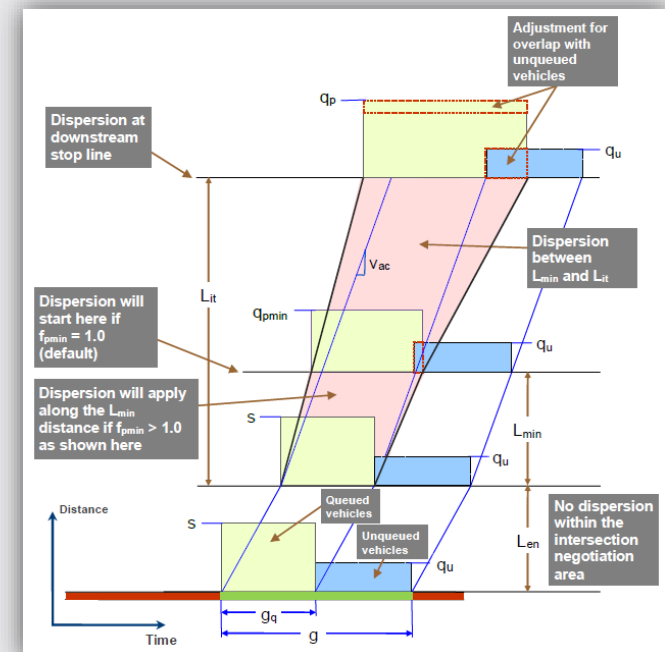 Adjustment for
overlap with
unqueued
vehicles
qp
Dispersion at
downstream
stop line
qu
Vac
Dispersion
between
Lmin and Lit
Lit
Dispersion will
start here if
fpmin = 1.0
(default)
qpmin
qu
Dispersion will apply
along the Lmin
distance if fpmin > 1.0
as shown here
s
Lmin
qu
Distance
Queued
vehicles
No dispersion
within the
intersection
negotiation
area
Len
s
Unqueued
vehicles
qu
Time
gq
g